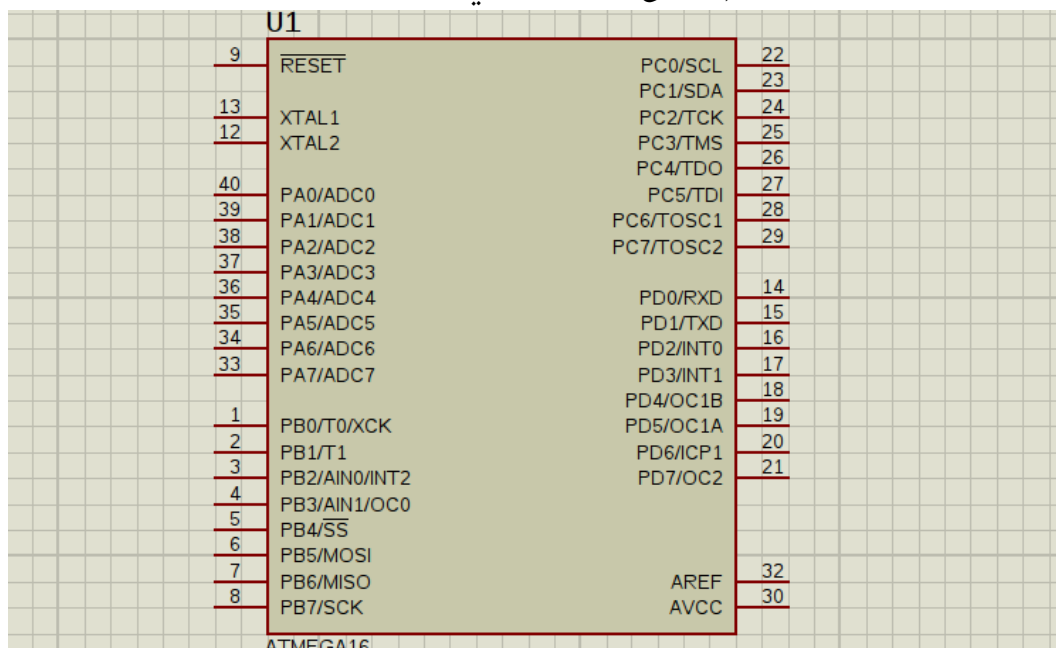 U1
9 RESET
13 XTAL1
12 XTAL2
40 PA0/ADC0
39 PA1/ADC1
38 PA2/ADC2
37 PA3/ADC3
36 PA4/ADC4
35 PA5/ADC5
34 PA6/ADC6
33 PA7/ADC7
1 PB0/T0/XCK
2 PB1/T1
3 PB2/AIN0/INT2
4 PB3/AIN1/OC0
5 PB4/SS
6 PB5/MOSI
7 PB6/MISO
8 PB7/SCK
PC0/SCL 22
PC1/SDA 23
PC2/TCK 24
PC3/TMS 25
PC4/TDO 26
PC5/TDI 27
PC6/TOSC1 28
PC7/TOSC2 29
PD0/RXD 14
PD1/TXD 15
PD2/INT0 16
PD3/INT1 17
PD4/OC1B 18
PD5/OC1A 19
PD6/ICP1 20
PD7/OC2 21
AREF 32
AVCC 30
ATMEGA16